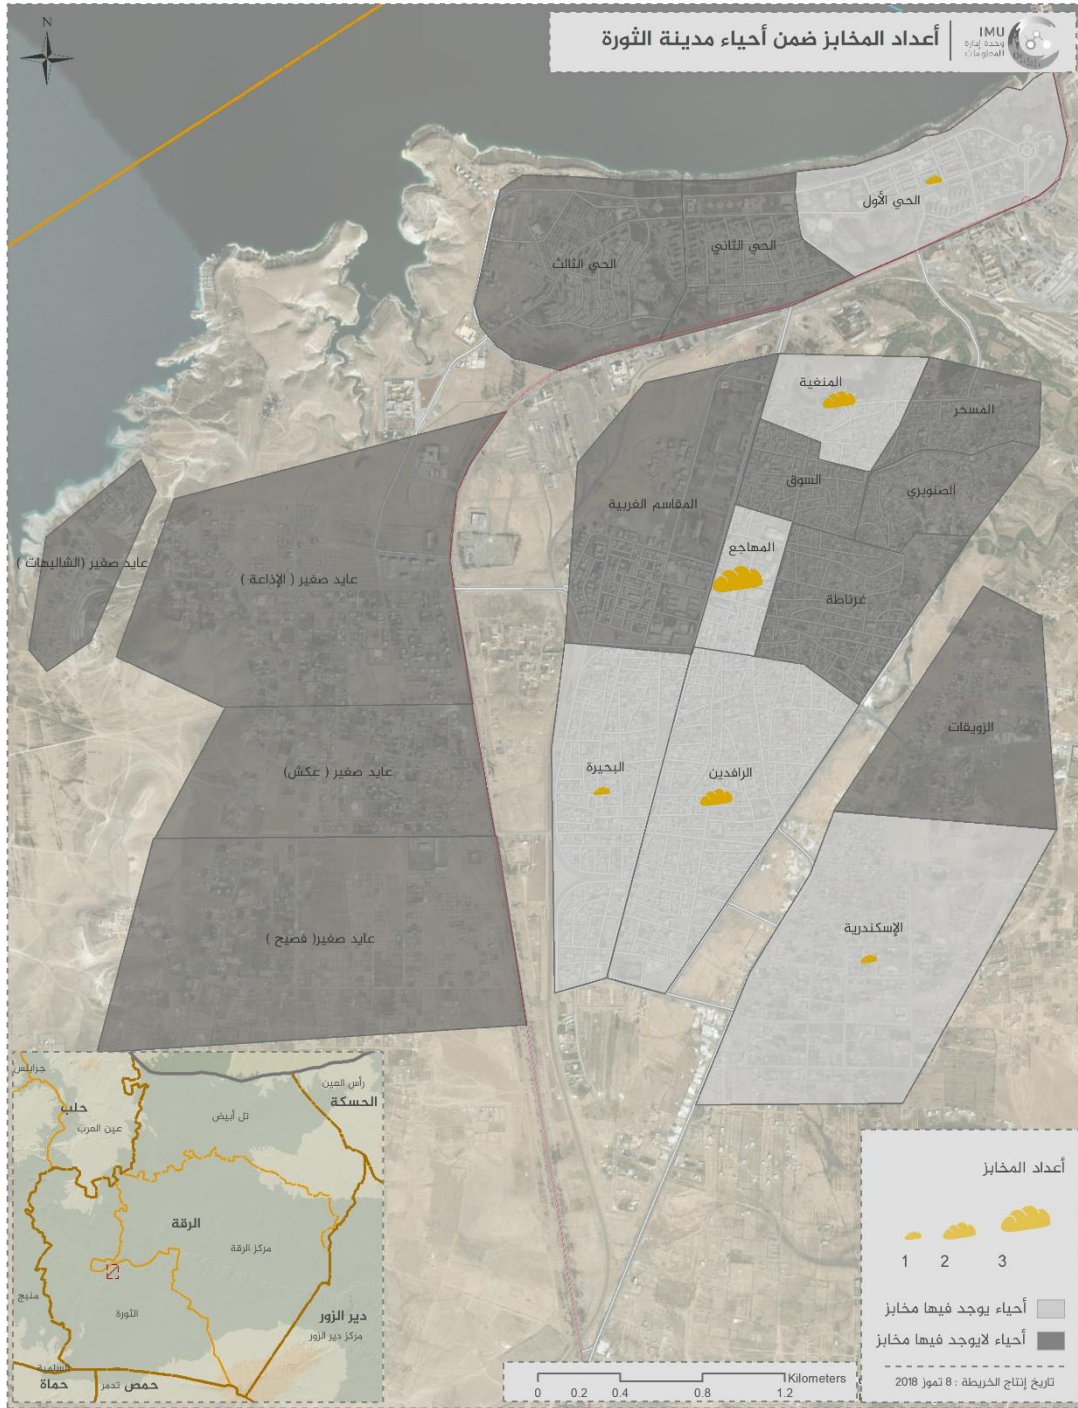 N
أعداد المخابز ضمن أحياء مدينة الثورة
IMU
وحدة إدارة
المعلومات
الحي الأول
الحي الثاني
الحي الثالث
المنغية
المسحر
السوق
الصنوبري
المقاسم الغربية
المهاجع
غرناطة
عايد صغير (الشاليهات )
عايد صغير ( الإذاعة )
الزويقات
عايد صغير ( عكش)
البحيرة
الرافدين
عايد صغير( فصيح )
الإسكندرية
جرابلس
رأس العين
الحسكة
حلب
تل أبيض
عين العرب
الرقة
مركز الرقة
منبج
الثورة
دير الزور
مركز دير الزور
السلمية
حماة
حمص
تدمر
أعداد المخابز
1 2 3
أحياء يوجد فيها مخابز
أحياء لايوجد فيها مخابز
تاريخ إنتاج الخريطة : 8 تموز 2018
Kilometers
0 0.2 0.4 0.8 1.2